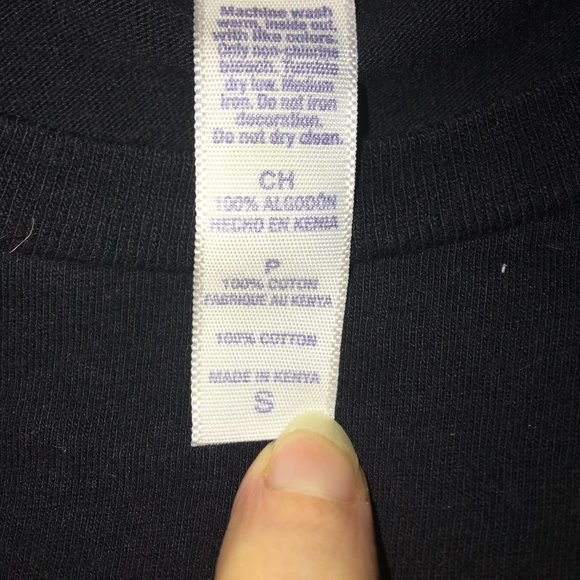 Machine wash
warm, inside out,
with like colors.
Only non-chlorine
bleach. Tumble
dry low. Medium
iron. Do not iron
decoration.
Do not dry clean.
CH
100% ALGODÓN
HECHO EN KENIA
P
100% COTON
FABRIQUE AU KENYA
100% COTTON
MADE IN KENYA
S